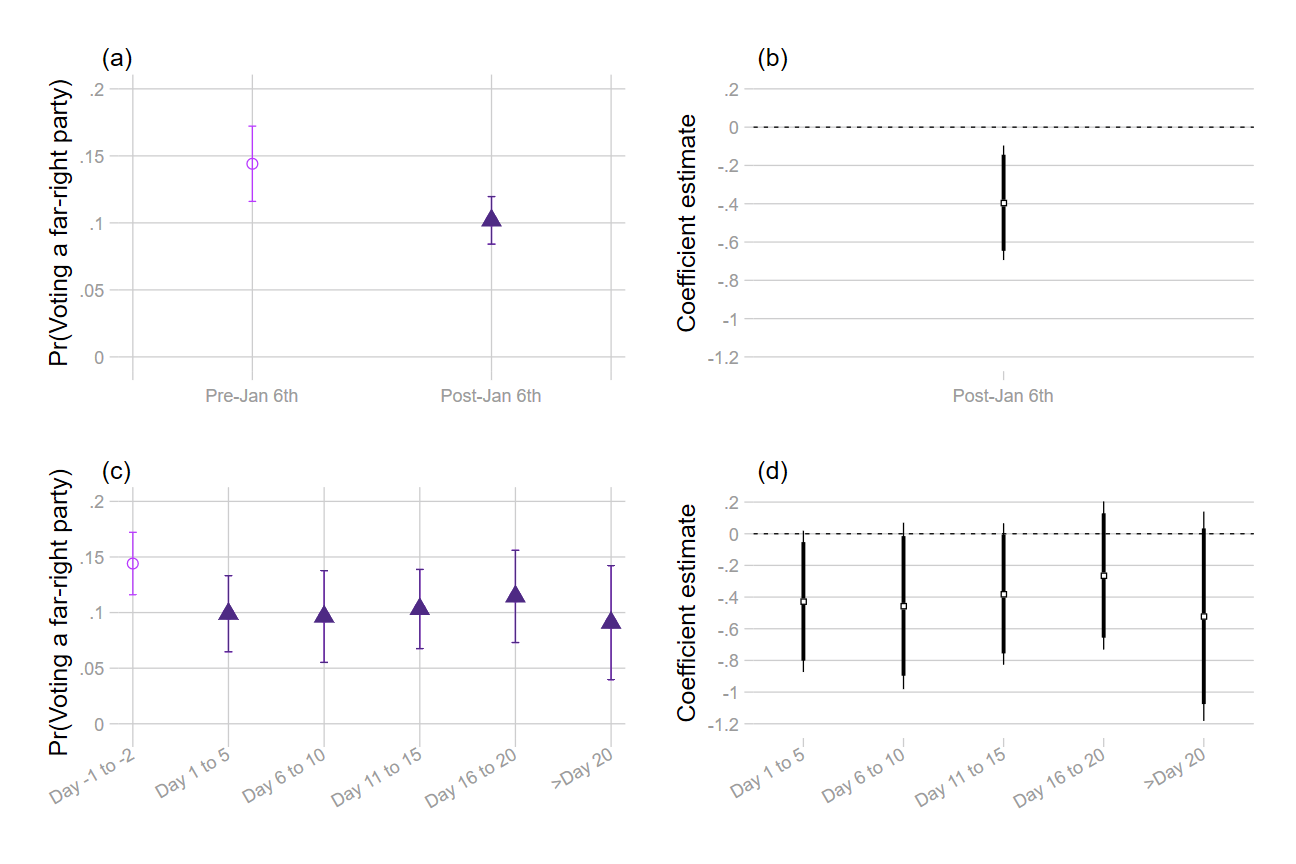 (a)
Pr(Voting a far-right party)
.2
.15
.1
.05
0
Pre-Jan 6th
Post-Jan 6th
(b)
Coefficient estimate
.2
0
-.2
-.4
-.6
-.8
-1
-1.2
Post-Jan 6th
(c)
Pr(Voting a far-right party)
.2
.15
.1
.05
0
Day -1 to -2
Day 1 to 5
Day 6 to 10
Day 11 to 15
Day 16 to 20
>Day 20
(d)
Coefficient estimate
.2
0
-.2
-.4
-.6
-.8
-1
-1.2
Day 1 to 5
Day 6 to 10
Day 11 to 15
Day 16 to 20
>Day 20